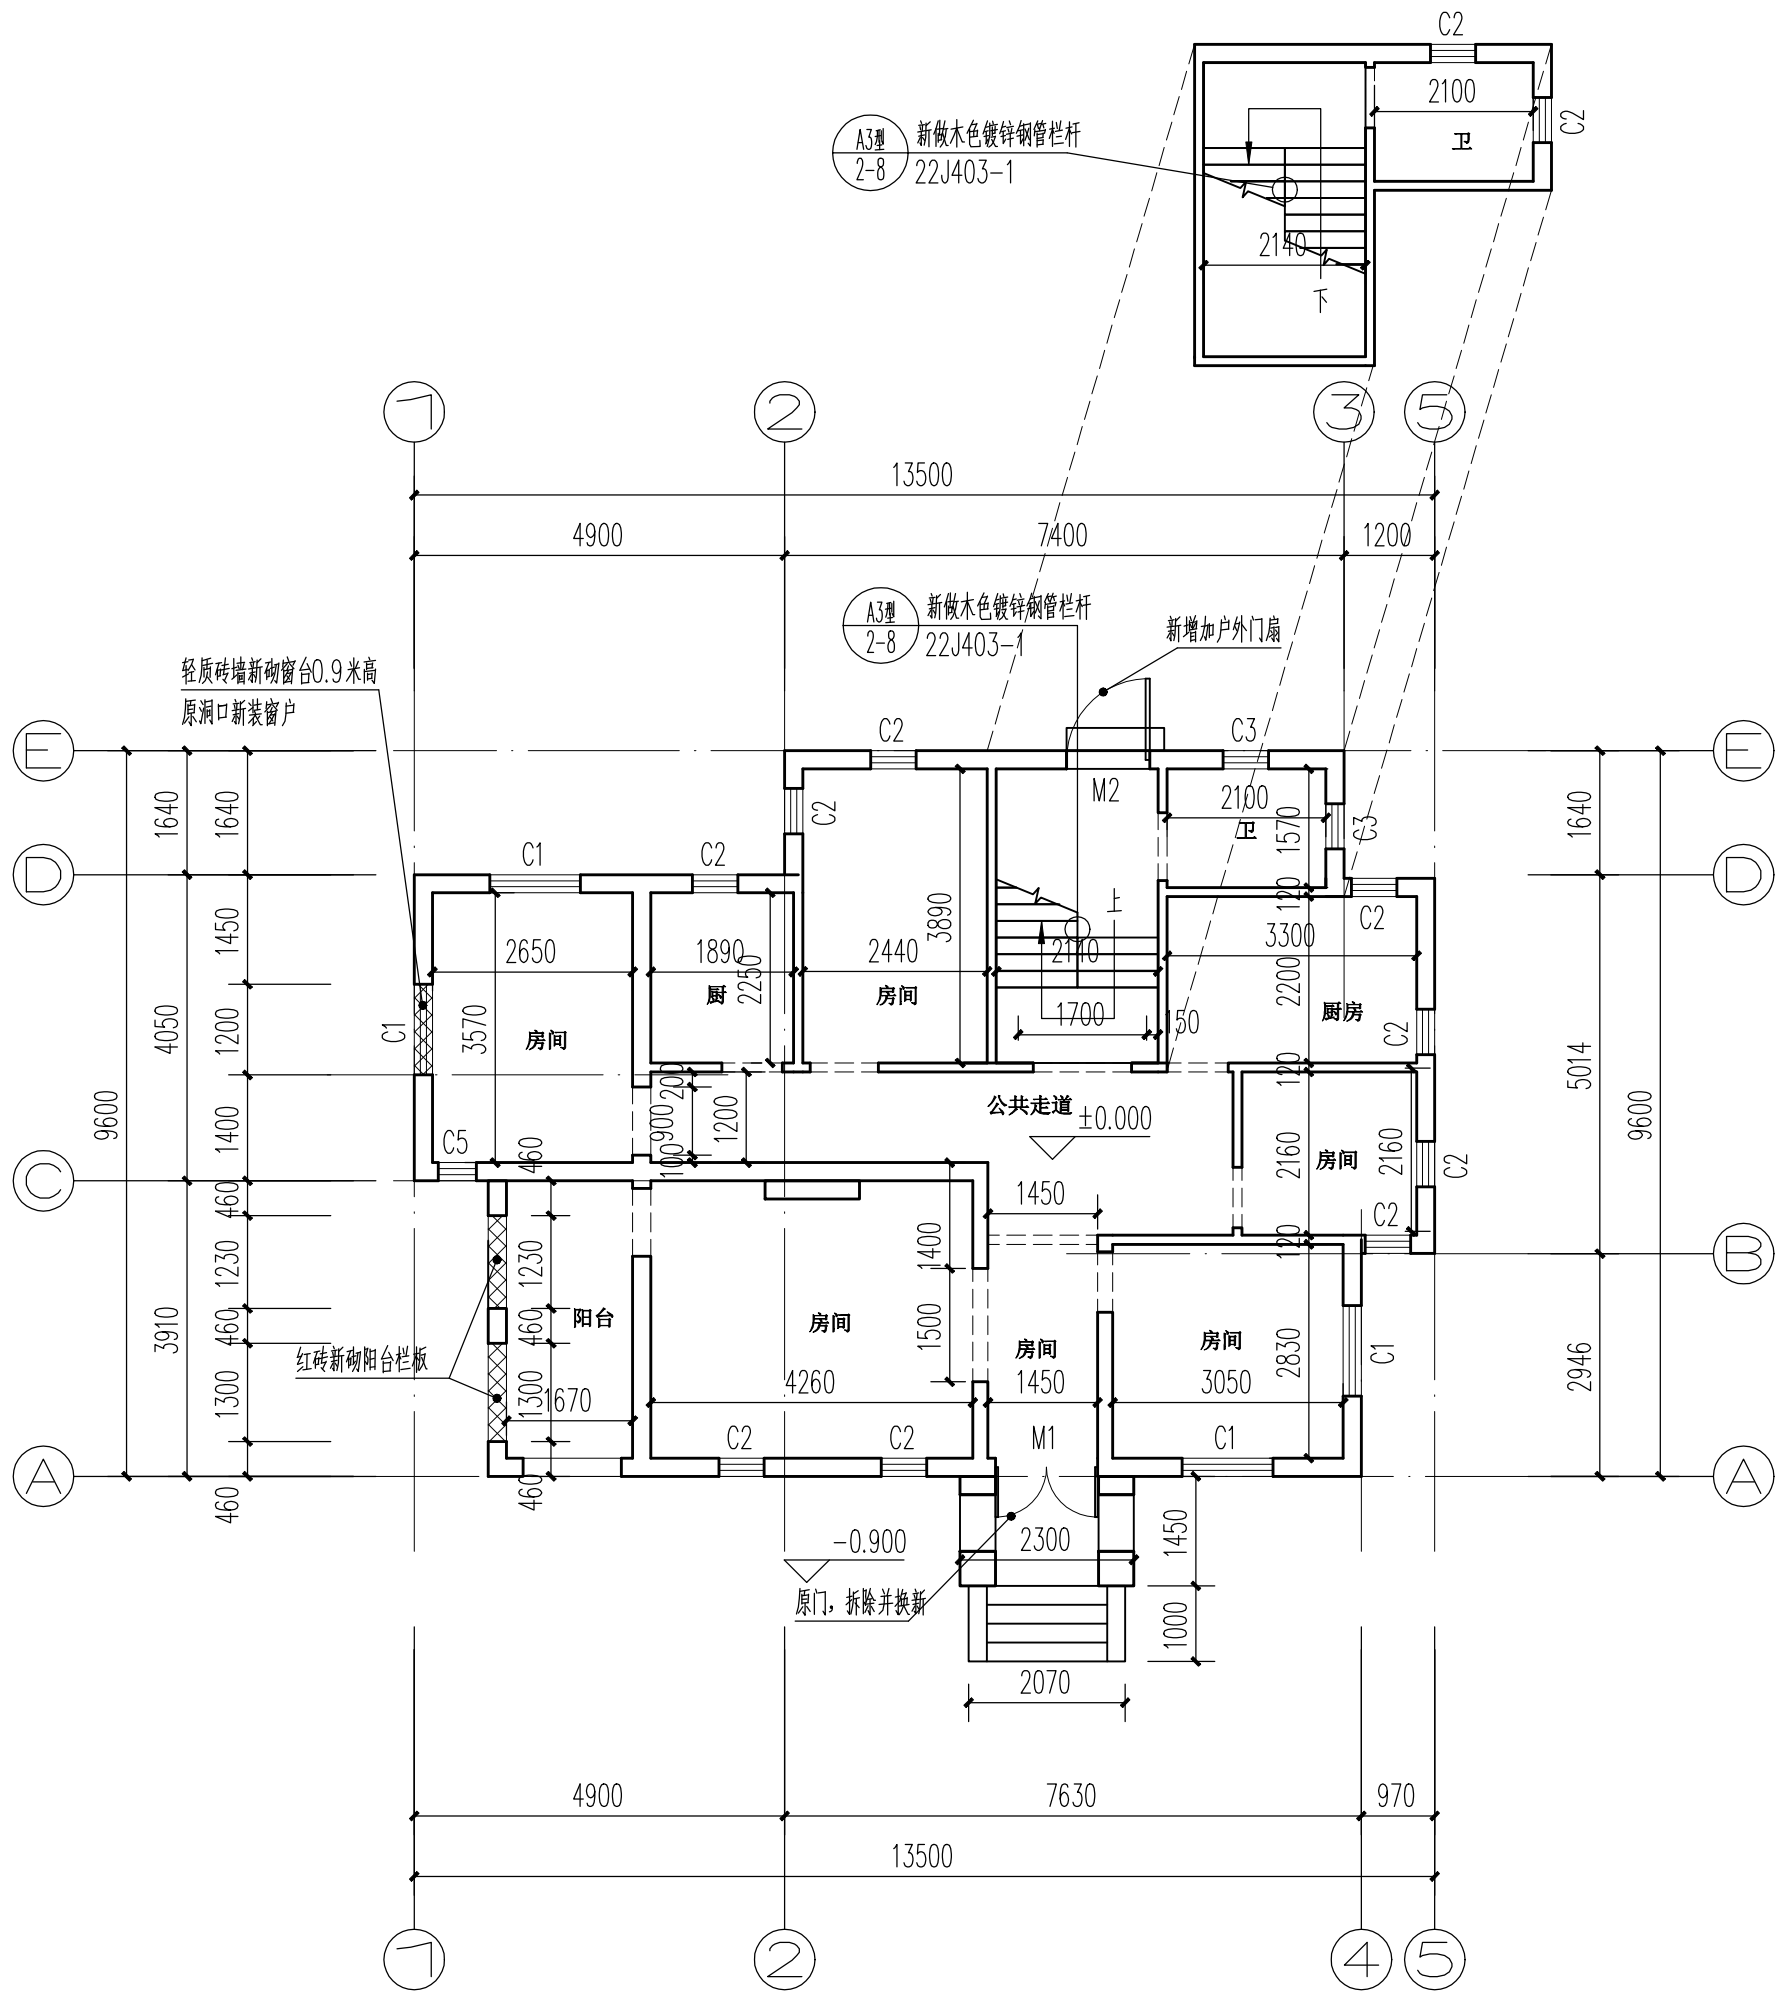 C2
2100
C2
卫
A3型
2-8
新做木色镀锌钢管栏杆
22J403-1
2140
下
1
2
3
5
13500
4900
7400
1200
A3型
2-8
新做木色镀锌钢管栏杆
22J403-1
新增加户外门扇
轻质砖墙新砌窗台0.9米高
原洞口新装窗户
E
C2
C3
E
1640
1640
C2
M2
2100
卫
1570
C3
1640
D
C1
C2
D
1450
2650
1890
2250
2440
3890
2110
上
120
3300
C2
2200
厨
房间
厨房
4050
1200
C1
3570
房间
1700
150
C2
120
5014
9600
1400
C5
460
200
900
100
1200
公共走道
±0.000
2160
房间
2160
C2
9600
C
460
460
1450
C2
120
B
1230
1230
1400
3910
460
460
阳台
房间
1500
房间
房间
2830
C1
2946
红砖新砌阳台栏板
1300
1300
1670
4260
1450
3050
C2
C2
M1
C1
A
460
460
A
-0.900
2300
1450
原门，拆除并换新
1000
2070
4900
7630
970
13500
1
2
4
5